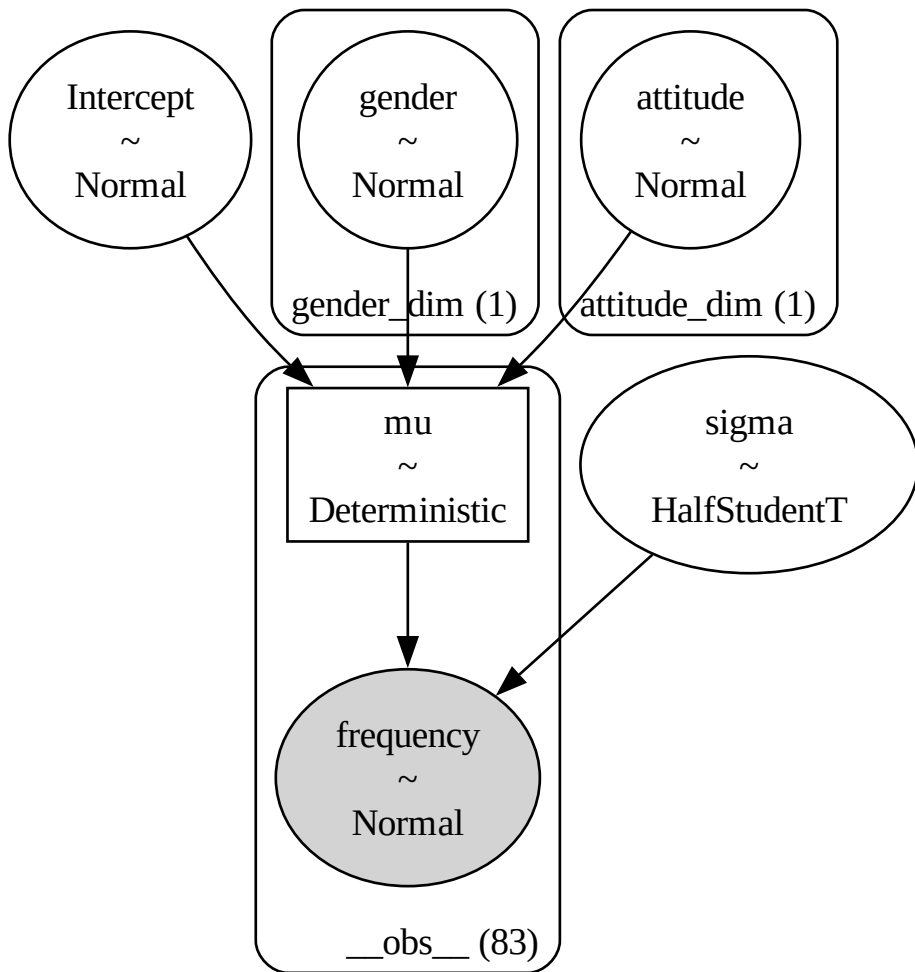 Intercept
~
Normal
gender
~
Normal
gender_dim (1)
attitude
~
Normal
attitude_dim (1)
mu
~
Deterministic
sigma
~
HalfStudentT
frequency
~
Normal
__obs__ (83)